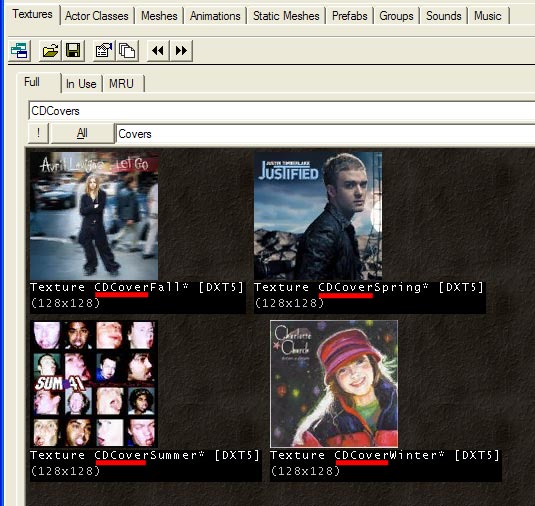 Textures Actor Classes Meshes Animations Static Meshes Prefabs Groups Sounds Music
Full In Use MRU
CDCovers
! All Covers
Avril Lavigne Let Go
JUSTIN TIMBERLAKE
JUSTIFIED
Texture CDCoverFall* [DXT5]
(128x128)
Texture CDCoverSpring* [DXT5]
(128x128)
SUM 41
Charlotte
Church
Texture CDCoverSummer* [DXT5]
(128x128)
Texture CDCoverWinter* [DXT5]
(128x128)